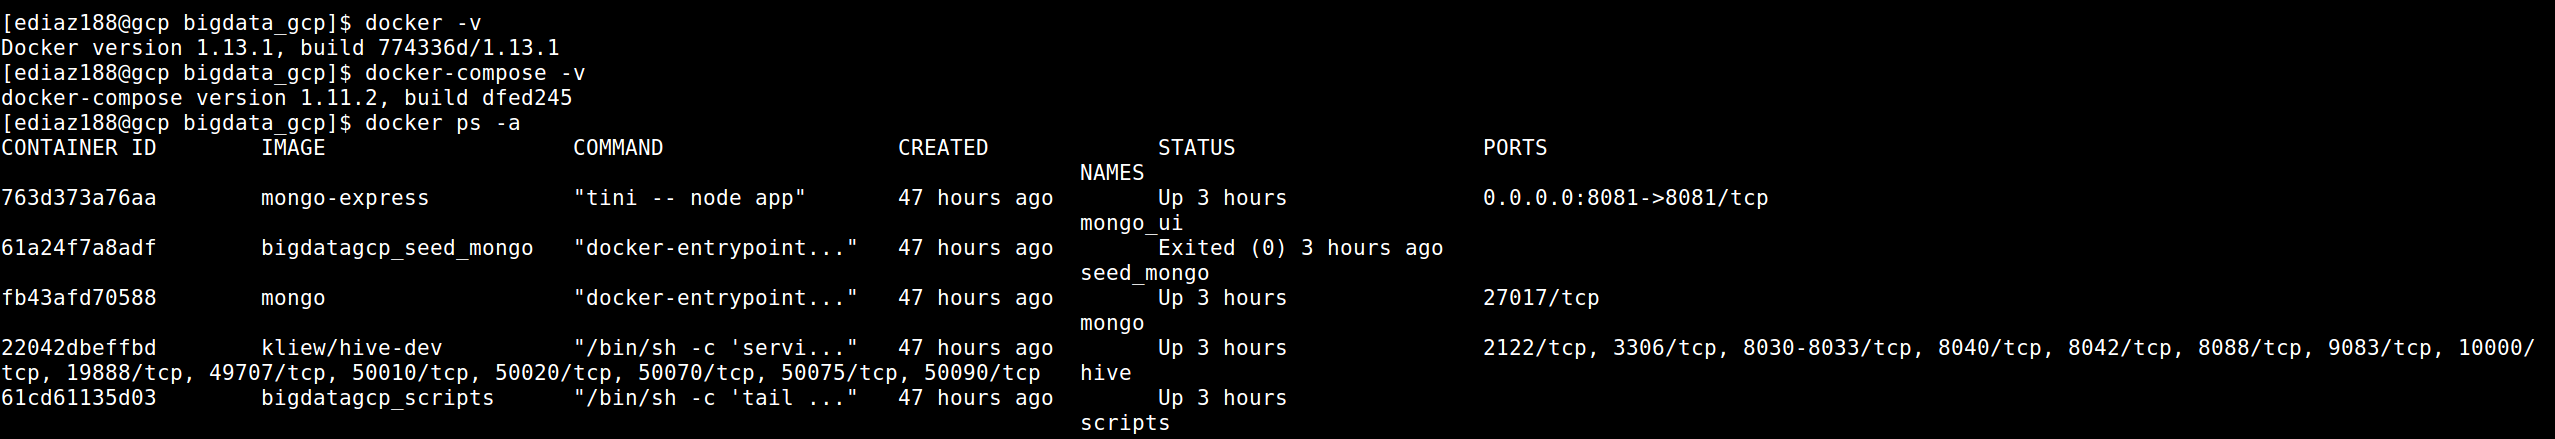 [ediaz188@gcp bigdata_gcp]$ docker -v
Docker version 1.13.1, build 774336d/1.13.1
[ediaz188@gcp bigdata_gcp]$ docker-compose -v
docker-compose version 1.11.2, build dfed245
[ediaz188@gcp bigdata_gcp]$ docker ps -a
CONTAINER ID        IMAGE                   COMMAND                  CREATED             STATUS                   PORTS
NAMES
763d373a76aa        mongo-express           "tini -- node app"       47 hours ago        Up 3 hours               0.0.0.0:8081->8081/tcp
mongo_ui
61a24f7a8adf        bigdatagcp_seed_mongo   "docker-entrypoint..."   47 hours ago        Exited (0) 3 hours ago
seed_mongo
fb43afd70588        mongo                   "docker-entrypoint..."   47 hours ago        Up 3 hours               27017/tcp
mongo
22042dbeffbd        kliew/hive-dev          "/bin/sh -c 'servi..."   47 hours ago        Up 3 hours               2122/tcp, 3306/tcp, 8030-8033/tcp, 8040/tcp, 8042/tcp, 8088/tcp, 9083/tcp, 10000/
tcp, 19888/tcp, 49707/tcp, 50010/tcp, 50020/tcp, 50070/tcp, 50075/tcp, 50090/tcp   hive
61cd61135d03        bigdatagcp_scripts      "/bin/sh -c 'tail ..."   47 hours ago        Up 3 hours
scripts